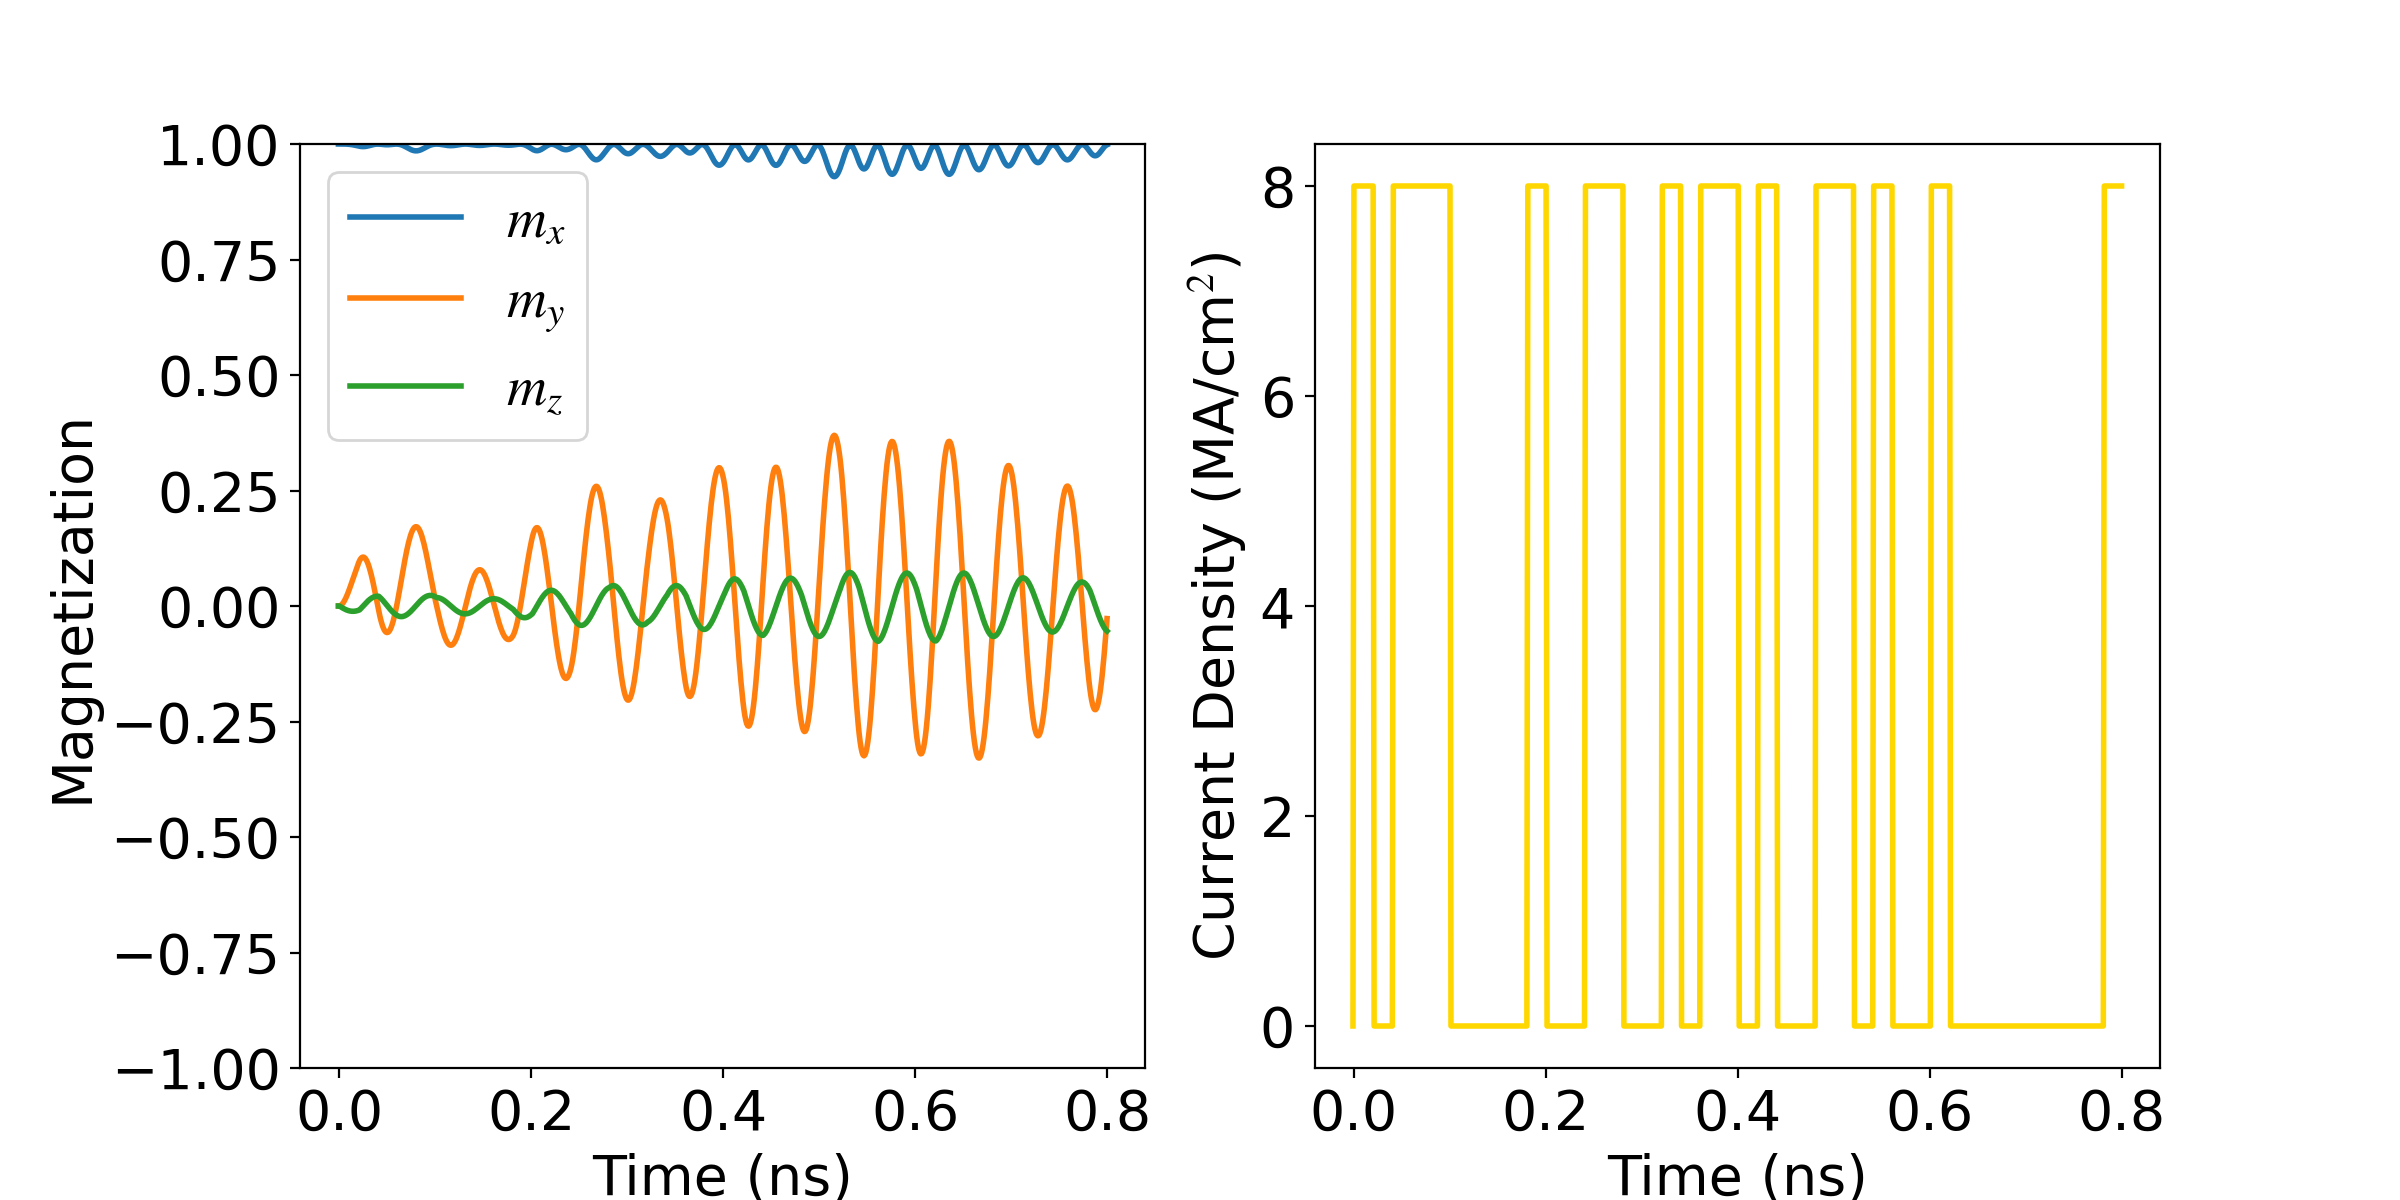 1.00
0.75
0.50
0.25
0.00
−0.25
−0.50
−0.75
−1.00
Magnetization
mₓ
m_y
m_z
0.0 0.2 0.4 0.6 0.8
Time (ns)
8
6
4
2
0
Current Density (MA/cm²)
0.0 0.2 0.4 0.6 0.8
Time (ns)